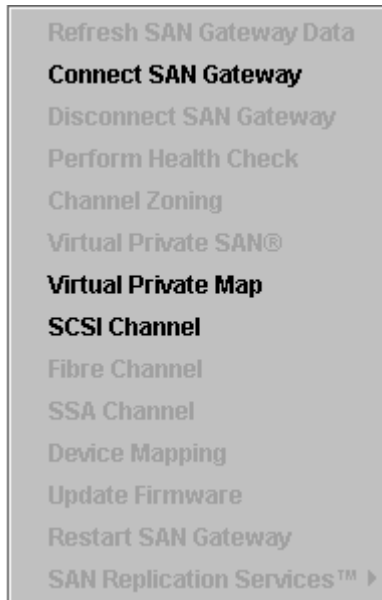 Refresh SAN Gateway Data
Connect SAN Gateway
Disconnect SAN Gateway
Perform Health Check
Channel Zoning
Virtual Private SAN®
Virtual Private Map
SCSI Channel
Fibre Channel
SSA Channel
Device Mapping
Update Firmware
Restart SAN Gateway
SAN Replication Services™